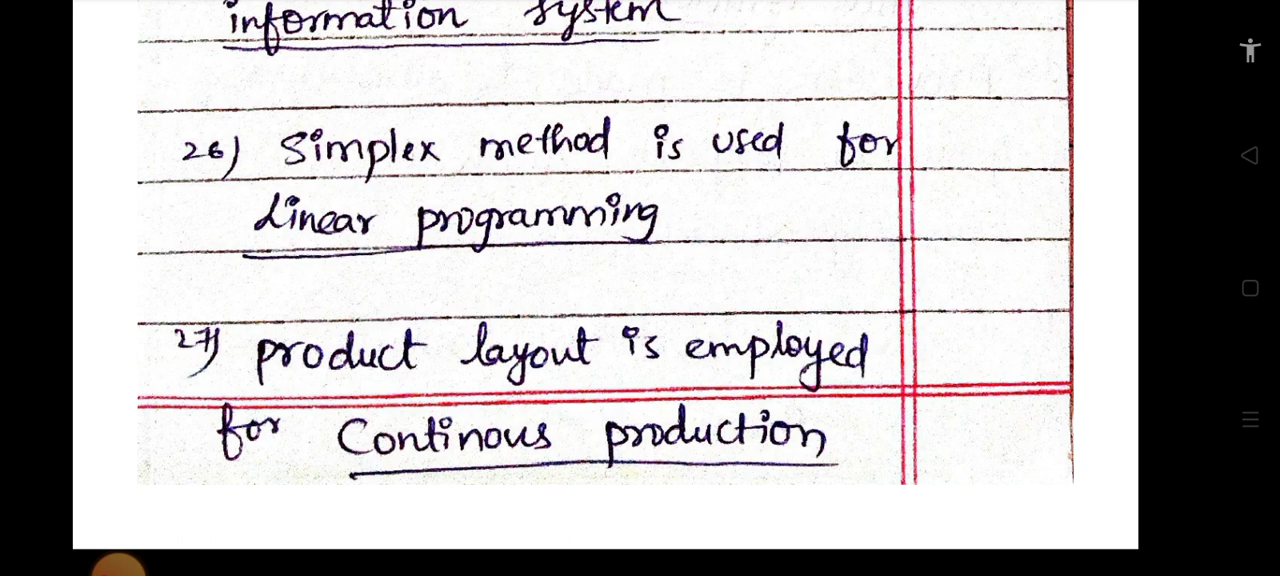 information system
26) Simplex method is used for
Linear programming
27) product layout is employed
for Continous production